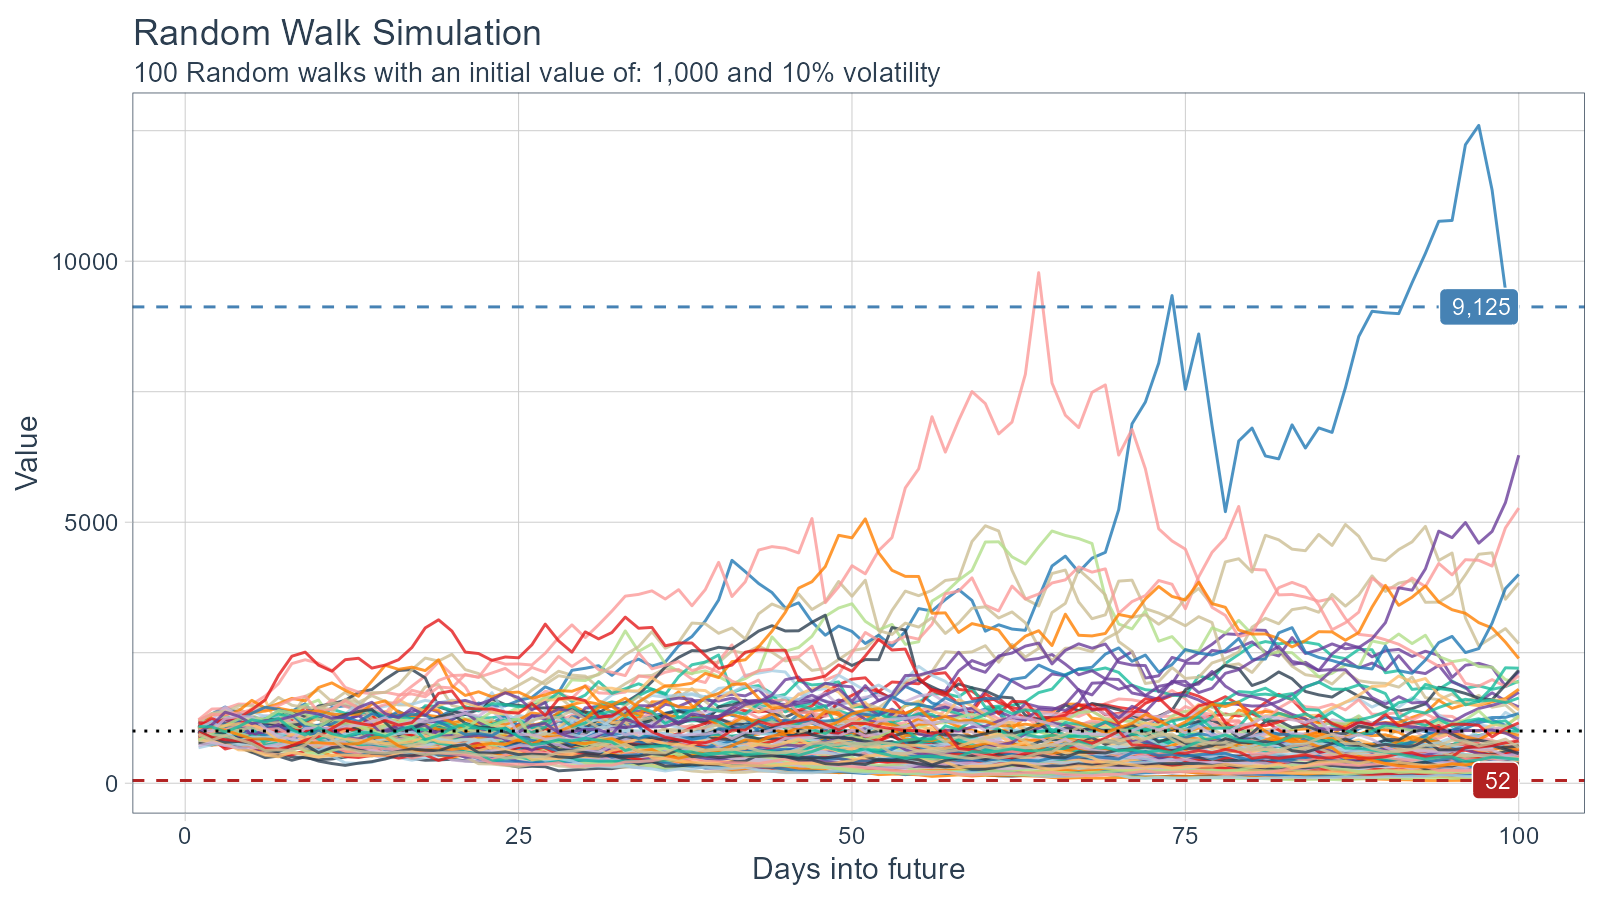 Random Walk Simulation
100 Random walks with an initial value of: 1,000 and 10% volatility
10000
5000
0
Value
9,125
52
0 25 50 75 100
Days into future